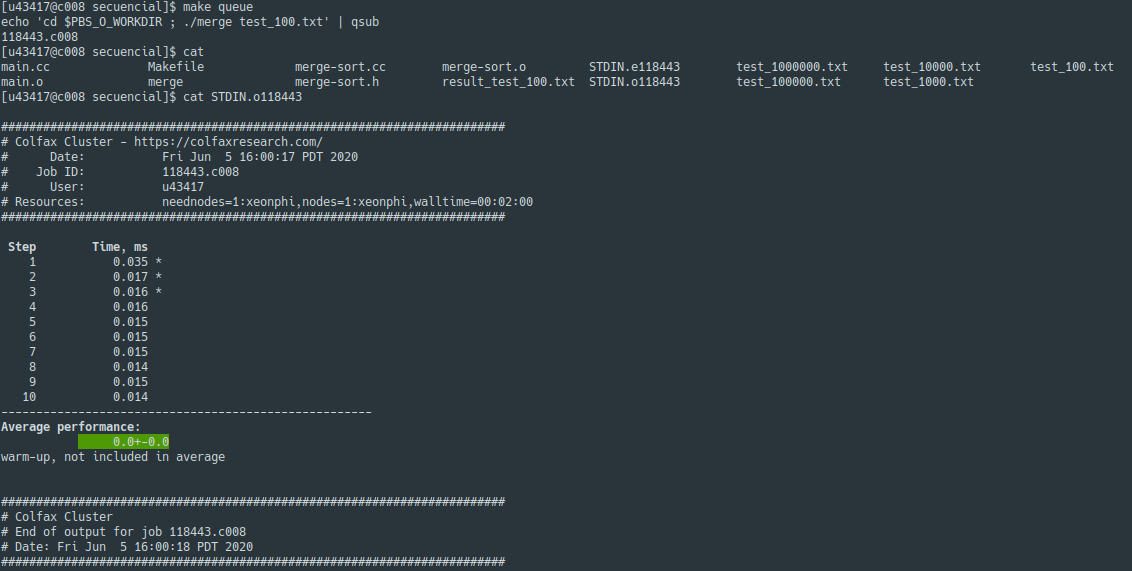 [u43417@c008 secuencial]$ make queue
echo 'cd $PBS_O_WORKDIR ; ./merge test_100.txt' | qsub
118443.c008
[u43417@c008 secuencial]$ cat
main.cc Makefile merge-sort.cc merge-sort.o STDIN.e118443 test_1000000.txt test_10000.txt test_100.txt
main.o merge merge-sort.h result_test_100.txt STDIN.o118443 test_100000.txt test_1000.txt
[u43417@c008 secuencial]$ cat STDIN.o118443
########################################################################
# Colfax Cluster - https://colfaxresearch.com/
# Date: Fri Jun 5 16:00:17 PDT 2020
# Job ID: 118443.c008
# User: u43417
# Resources: neednodes=1:xeonphi,nodes=1:xeonphi,walltime=00:02:00
########################################################################
Step Time, ms
1 0.035 *
2 0.017 *
3 0.016 *
4 0.016
5 0.015
6 0.015
7 0.015
8 0.014
9 0.015
10 0.014
-----------------------------------------------------
Average performance:
0.0+-0.0
warm-up, not included in average
########################################################################
# Colfax Cluster
# End of output for job 118443.c008
# Date: Fri Jun 5 16:00:18 PDT 2020
########################################################################